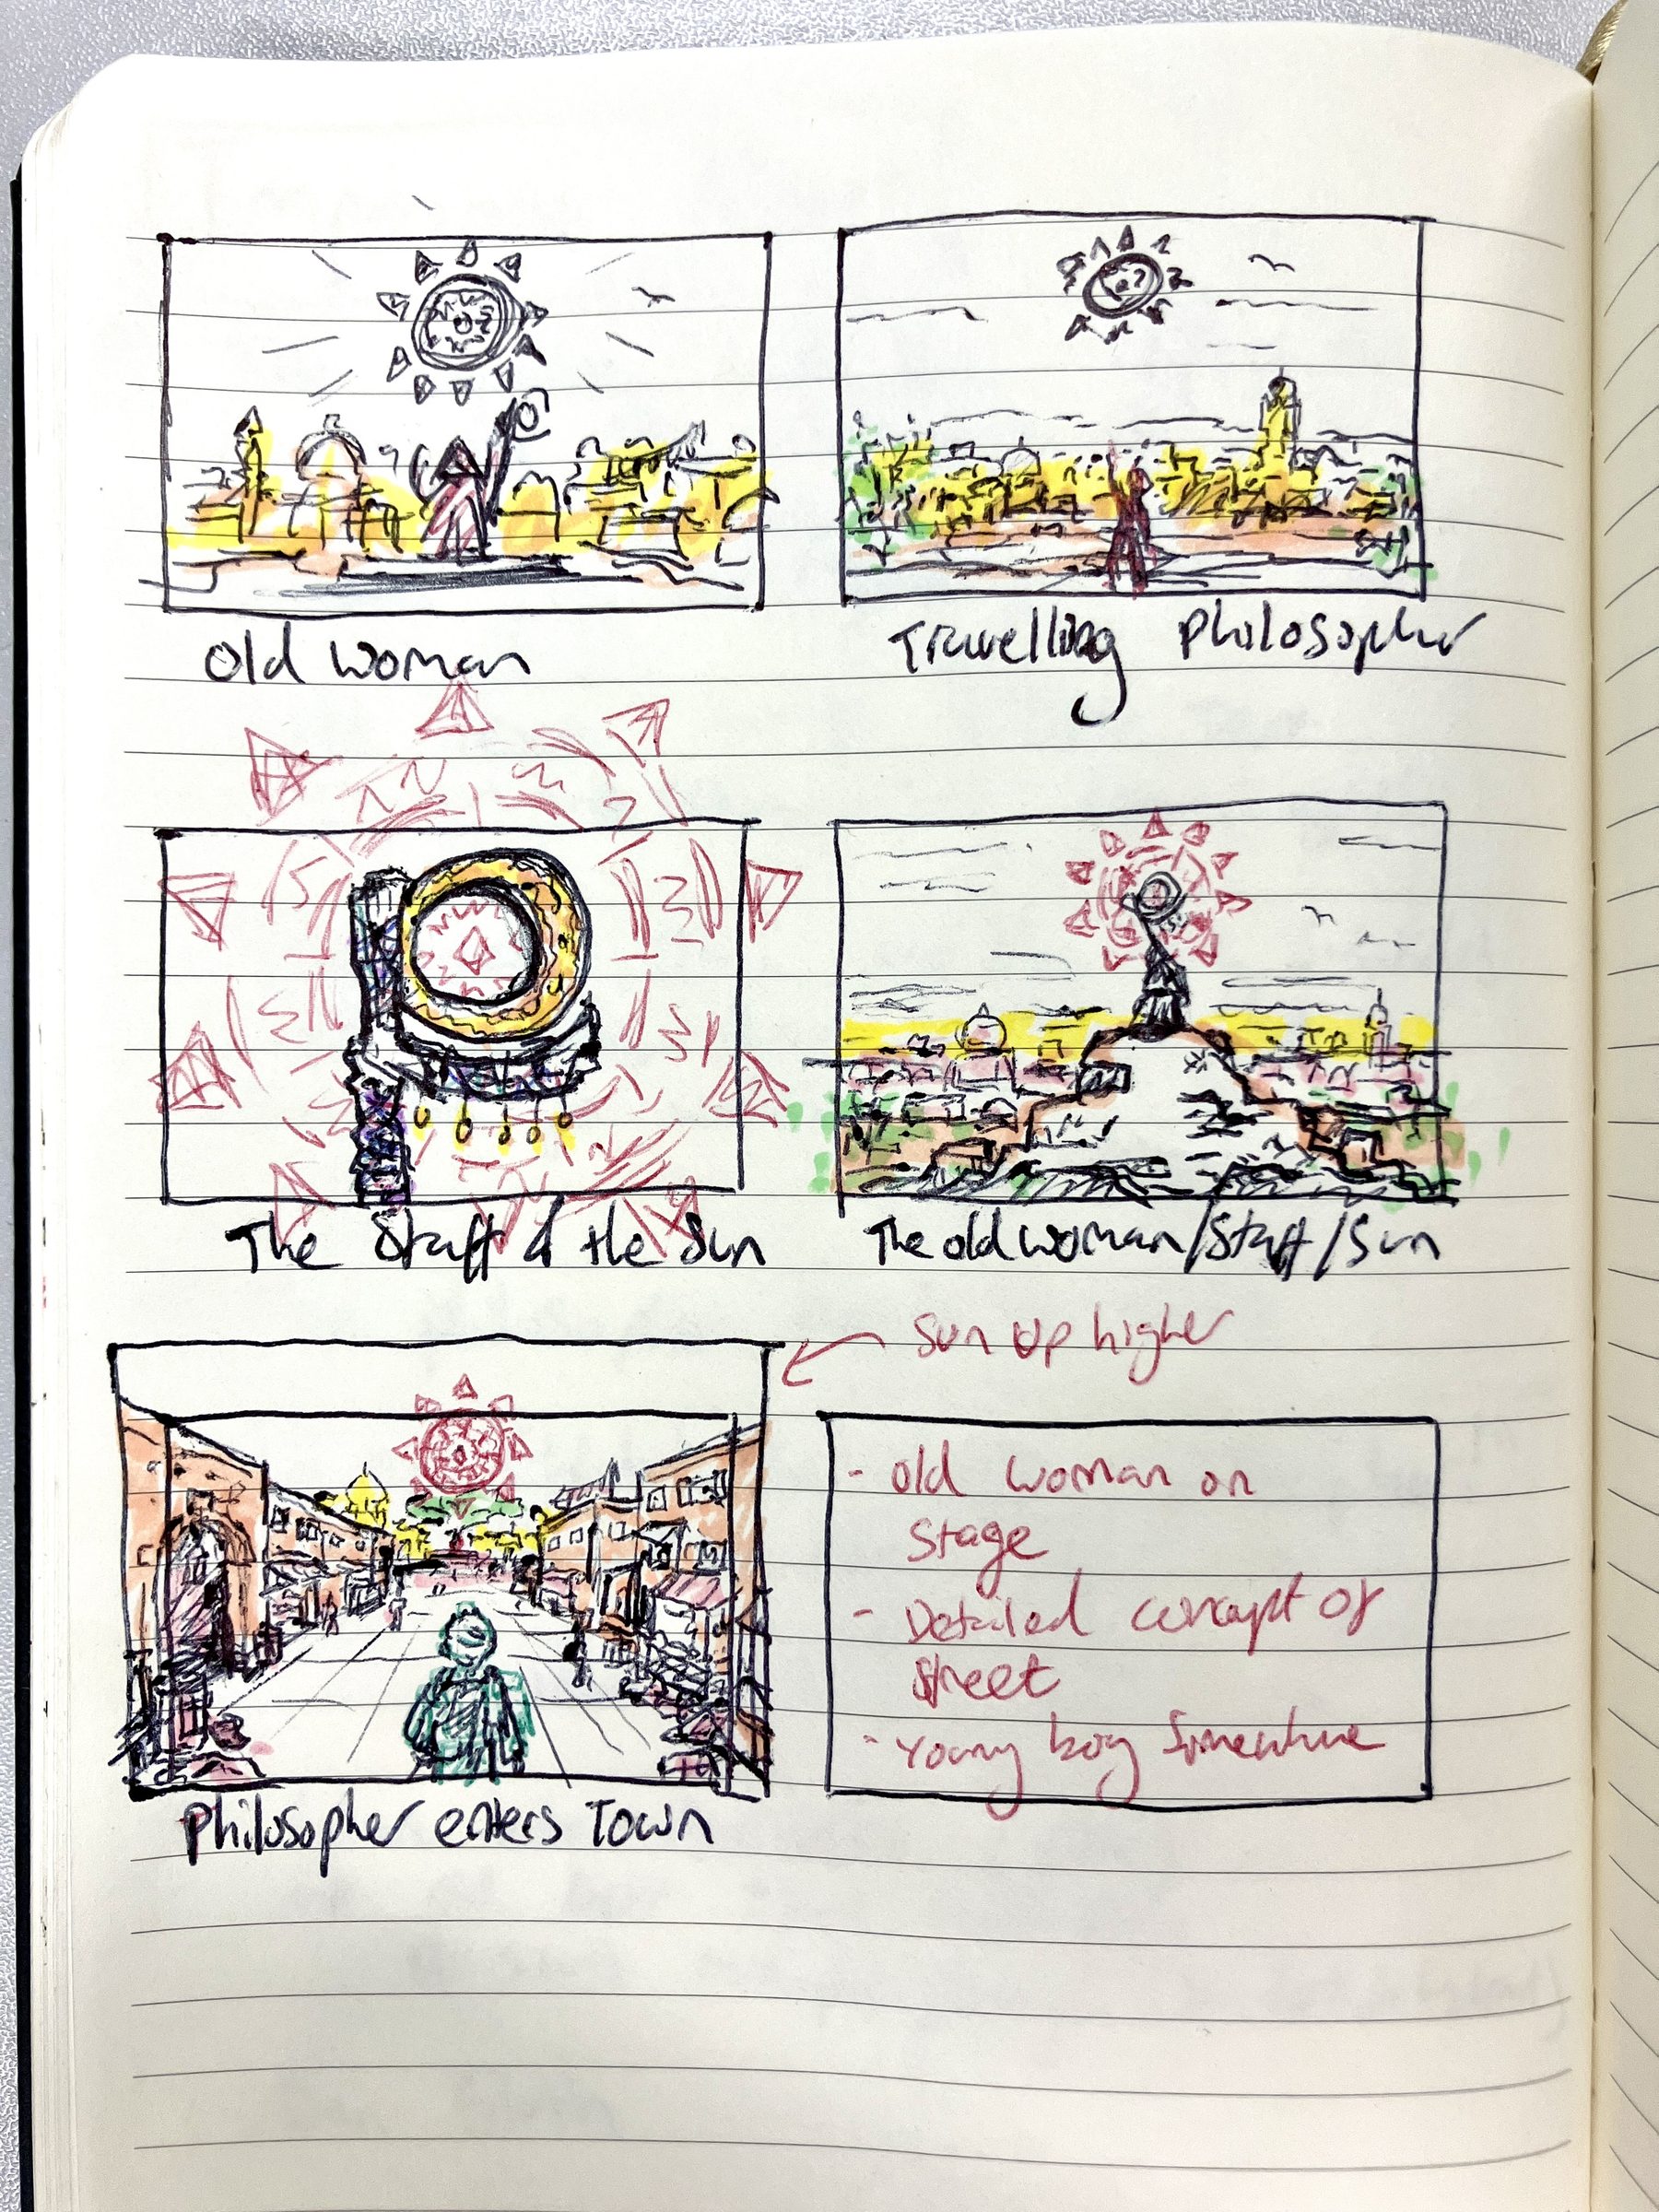 Old woman
Travelling Philosopher
The Staff of the Sun
The old woman/Staff/Sun
Sun up higher
- old woman on
Stage
- Detailed concept of
Street
- Young boy Somewhere
Philosopher enters Town